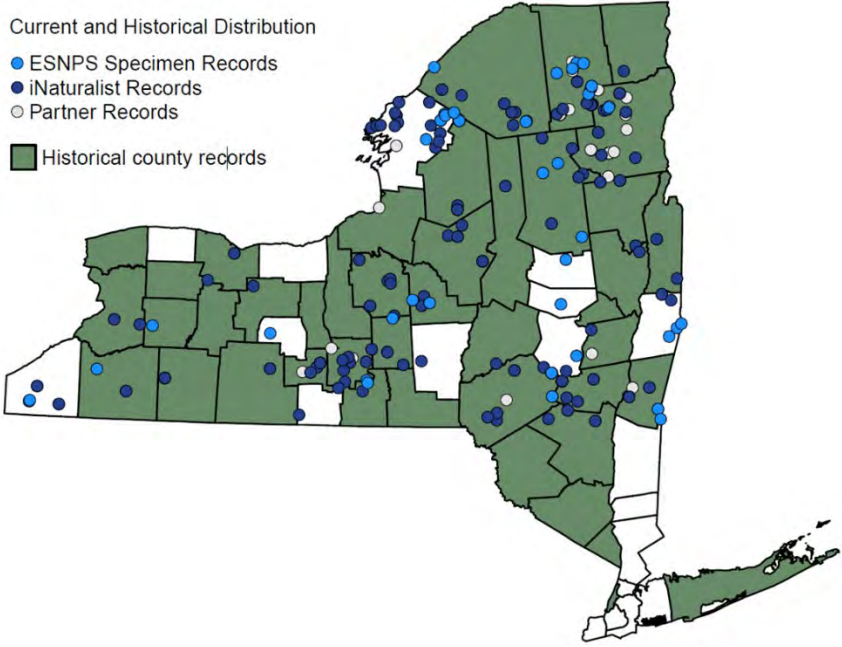 Current and Historical Distribution
ESNPS Specimen Records
iNaturalist Records
Partner Records
Historical county records